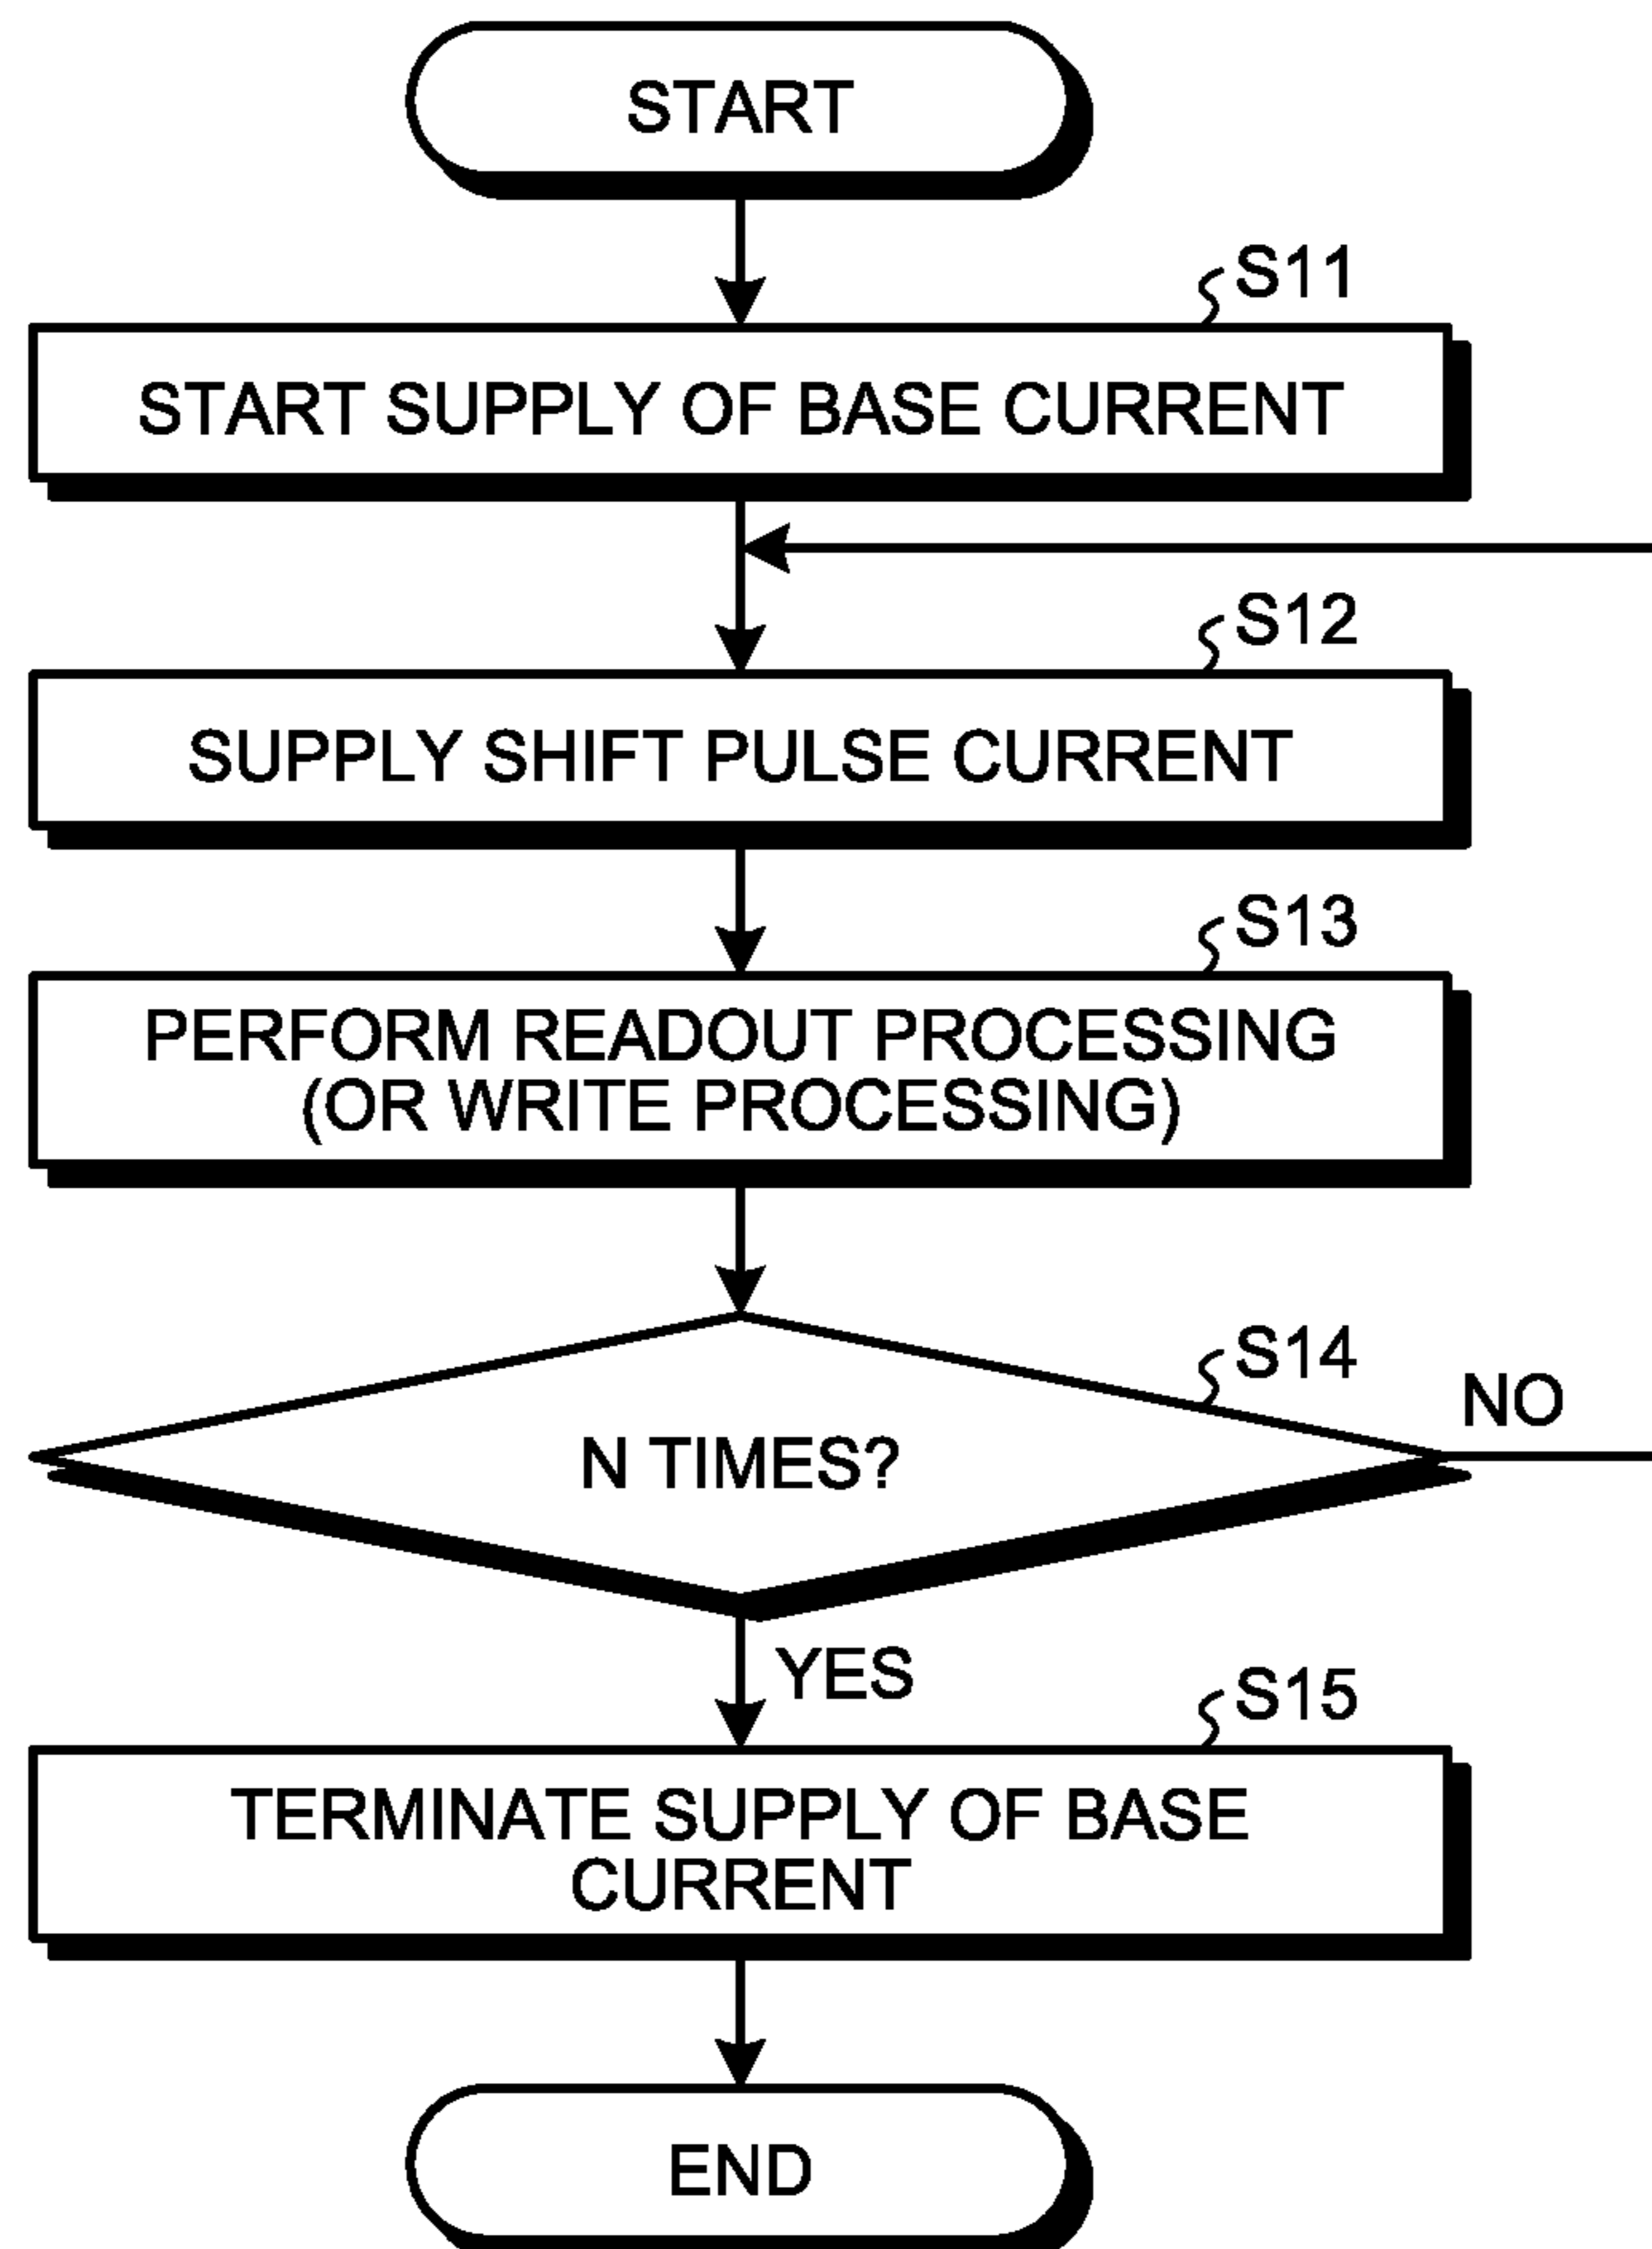 START
S11
START SUPPLY OF BASE CURRENT
S12
SUPPLY SHIFT PULSE CURRENT
S13
PERFORM READOUT PROCESSING
(OR WRITE PROCESSING)
S14
NO
N TIMES?
YES
S15
TERMINATE SUPPLY OF BASE
CURRENT
END